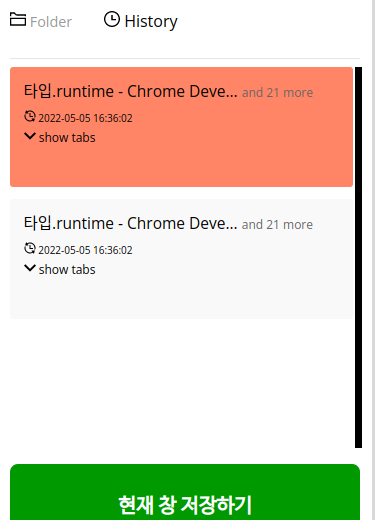 Folder History
타입.runtime - Chrome Deve... and 21 more
2022-05-05 16:36:02
show tabs
타입.runtime - Chrome Deve... and 21 more
2022-05-05 16:36:02
show tabs
현재 창 저장하기